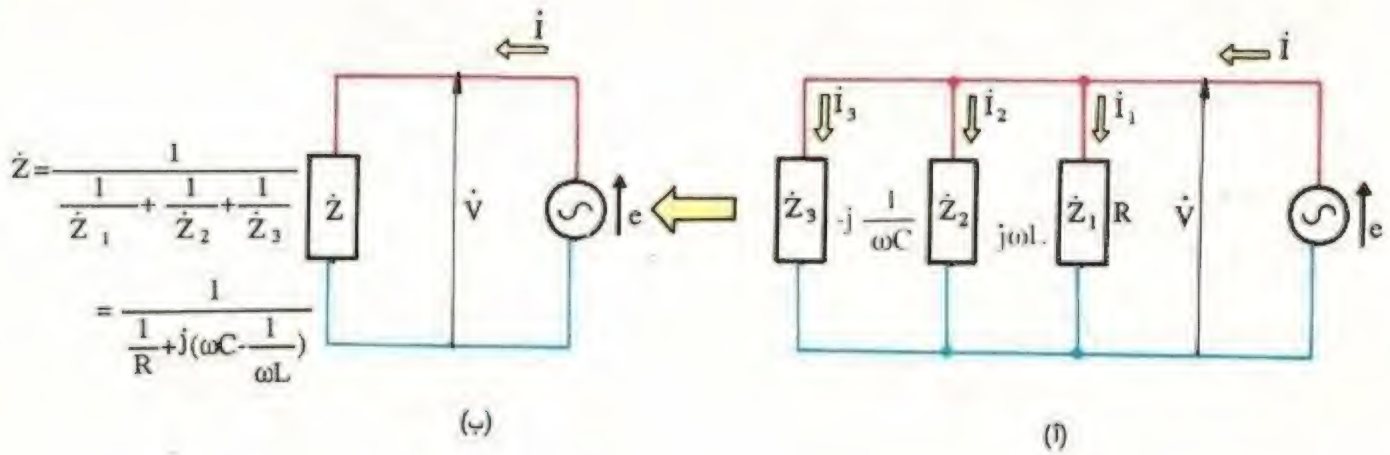 İ
Ż = 1 / (1/Ż₁ + 1/Ż₂ + 1/Ż₃)
= 1 / (1/R + j(ωC - 1/ωL))
Ż
V̇
e
(ب)
İ
İ₃
İ₂
İ₁
Ż₃
-j 1/ωC
Ż₂
jωL
Ż₁
R
V̇
e
(أ)